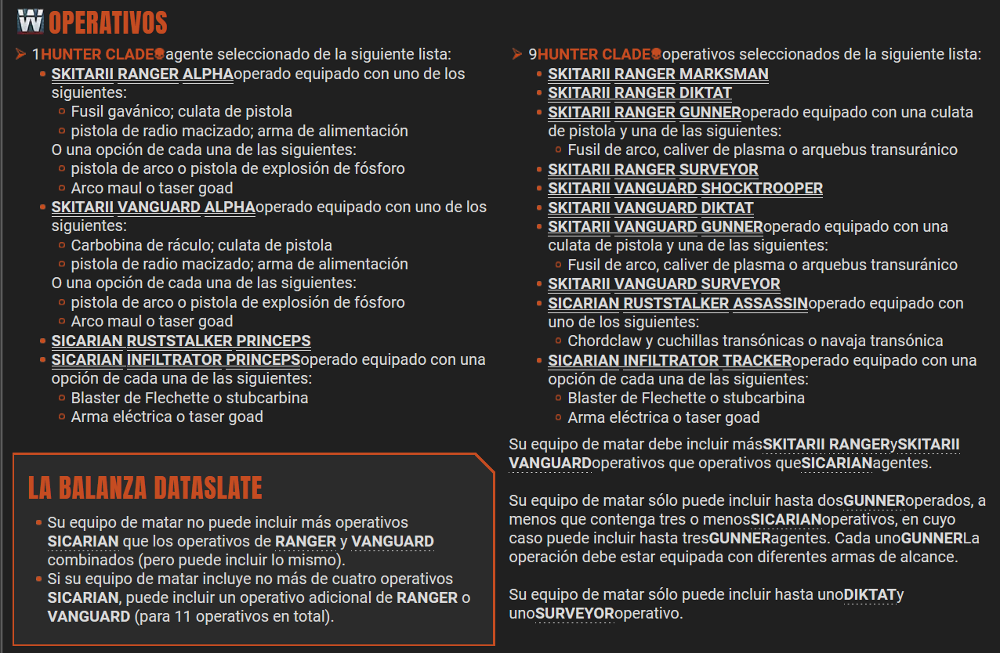 OPERATIVOS
1HUNTER CLADE agente seleccionado de la siguiente lista:
SKITARII RANGER ALPHAoperado equipado con uno de los
siguientes:
Fusil gavánico; culata de pistola
pistola de radio macizado; arma de alimentación
O una opción de cada una de las siguientes:
pistola de arco o pistola de explosión de fósforo
Arco maul o taser goad
SKITARII VANGUARD ALPHAoperado equipado con uno de los
siguientes:
Carbobina de ráculo; culata de pistola
pistola de radio macizado; arma de alimentación
O una opción de cada una de las siguientes:
pistola de arco o pistola de explosión de fósforo
Arco maul o taser goad
SICARIAN RUSTSTALKER PRINCEPS
SICARIAN INFILTRATOR PRINCEPSoperado equipado con una
opción de cada una de las siguientes:
Blaster de Flechette o stubcarbina
Arma eléctrica o taser goad
LA BALANZA DATASLATE
Su equipo de matar no puede incluir más operativos
SICARIAN que los operativos de RANGER y VANGUARD
combinados (pero puede incluir lo mismo).
Si su equipo de matar incluye no más de cuatro operativos
SICARIAN, puede incluir un operativo adicional de RANGER o
VANGUARD (para 11 operativos en total).
9HUNTER CLADE operativos seleccionados de la siguiente lista:
SKITARII RANGER MARKSMAN
SKITARII RANGER DIKTAT
SKITARII RANGER GUNNERoperado equipado con una culata
de pistola y una de las siguientes:
Fusil de arco, caliver de plasma o arquebus transuránico
SKITARII RANGER SURVEYOR
SKITARII VANGUARD SHOCKTROOPER
SKITARII VANGUARD DIKTAT
SKITARII VANGUARD GUNNERoperado equipado con una
culata de pistola y una de las siguientes:
Fusil de arco, caliver de plasma o arquebus transuránico
SKITARII VANGUARD SURVEYOR
SICARIAN RUSTSTALKER ASSASSINoperado equipado con
uno de los siguientes:
Chordclaw y cuchillas transónicas o navaja transónica
SICARIAN INFILTRATOR TRACKERoperado equipado con una
opción de cada una de las siguientes:
Blaster de Flechette o stubcarbina
Arma eléctrica o taser goad
Su equipo de matar debe incluir másSKITARII RANGERySKITARII
VANGUARDoperativos que operativos queSICARIANagentes.
Su equipo de matar sólo puede incluir hasta dosGUNNERoperados, a
menos que contenga tres o menosSICARIANoperativos, en cuyo
caso puede incluir hasta tresGUNNERagentes. Cada unoGUNNERLa
operación debe estar equipada con diferentes armas de alcance.
Su equipo de matar sólo puede incluir hasta unoDIKTATy
unoSURVEYORoperativo.